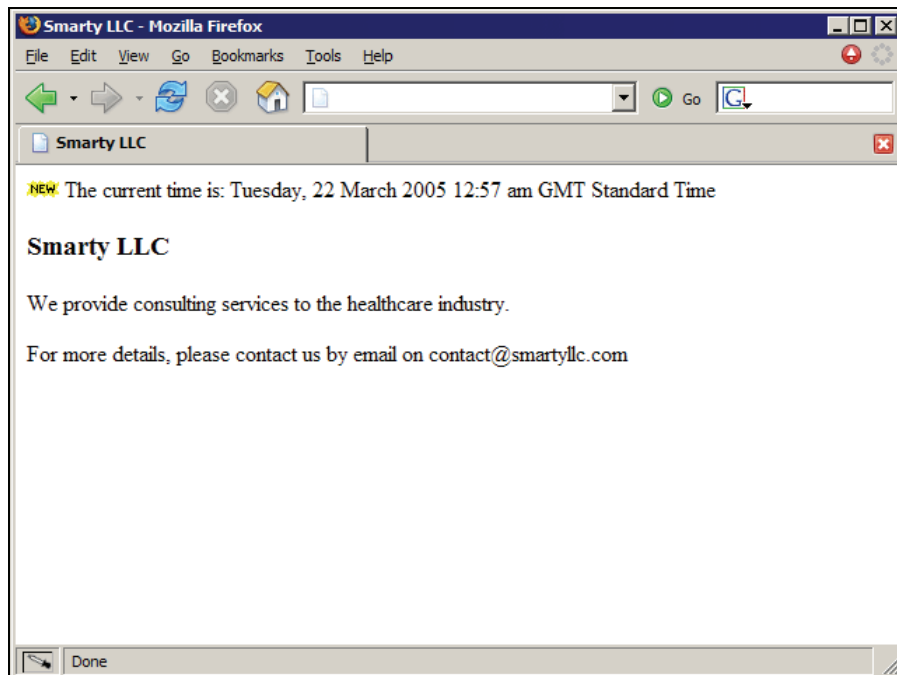 Smarty LLC - Mozilla Firefox
File Edit View Go Bookmarks Tools Help
Go G
Smarty LLC
NEW The current time is: Tuesday, 22 March 2005 12:57 am GMT Standard Time
Smarty LLC
We provide consulting services to the healthcare industry.
For more details, please contact us by email on contact@smartyllc.com
Done